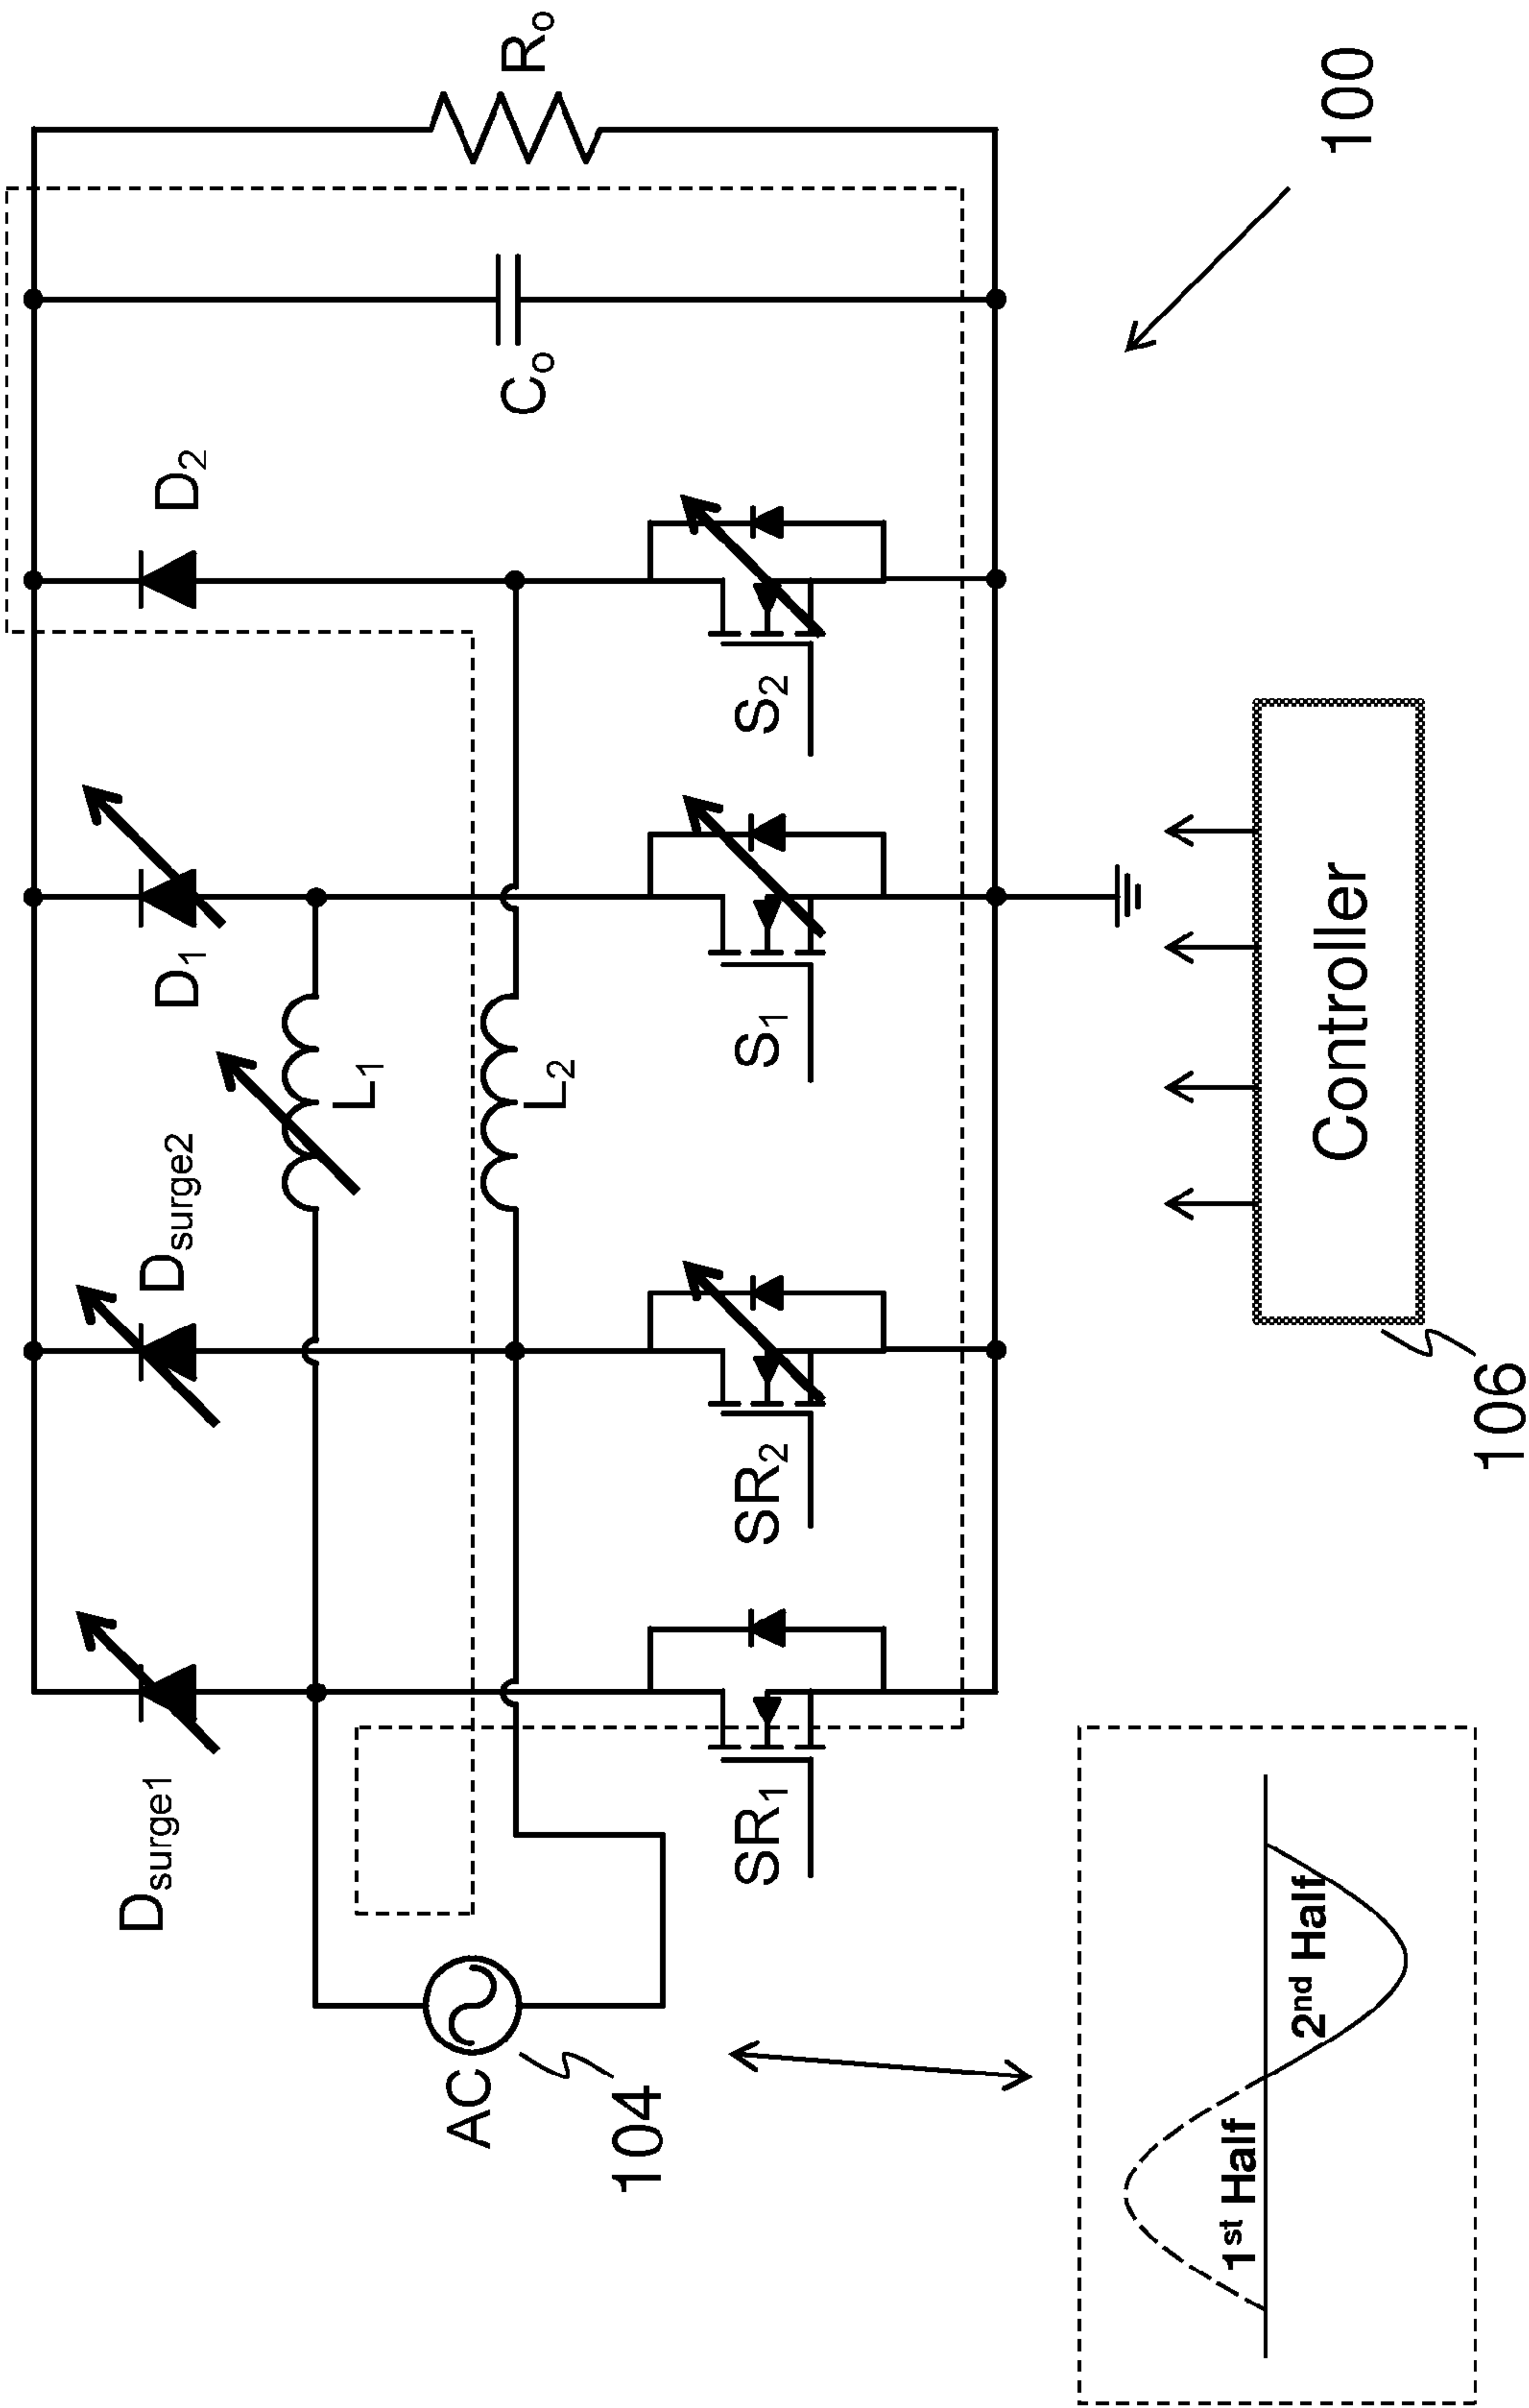 D₂
Rₒ
D₁
Dsurge2
Dsurge1
L₁
Cₒ
L₂
AC
104
S₂
S₁
SR₂
SR₁
100
Controller
106
1st Half
2nd Half